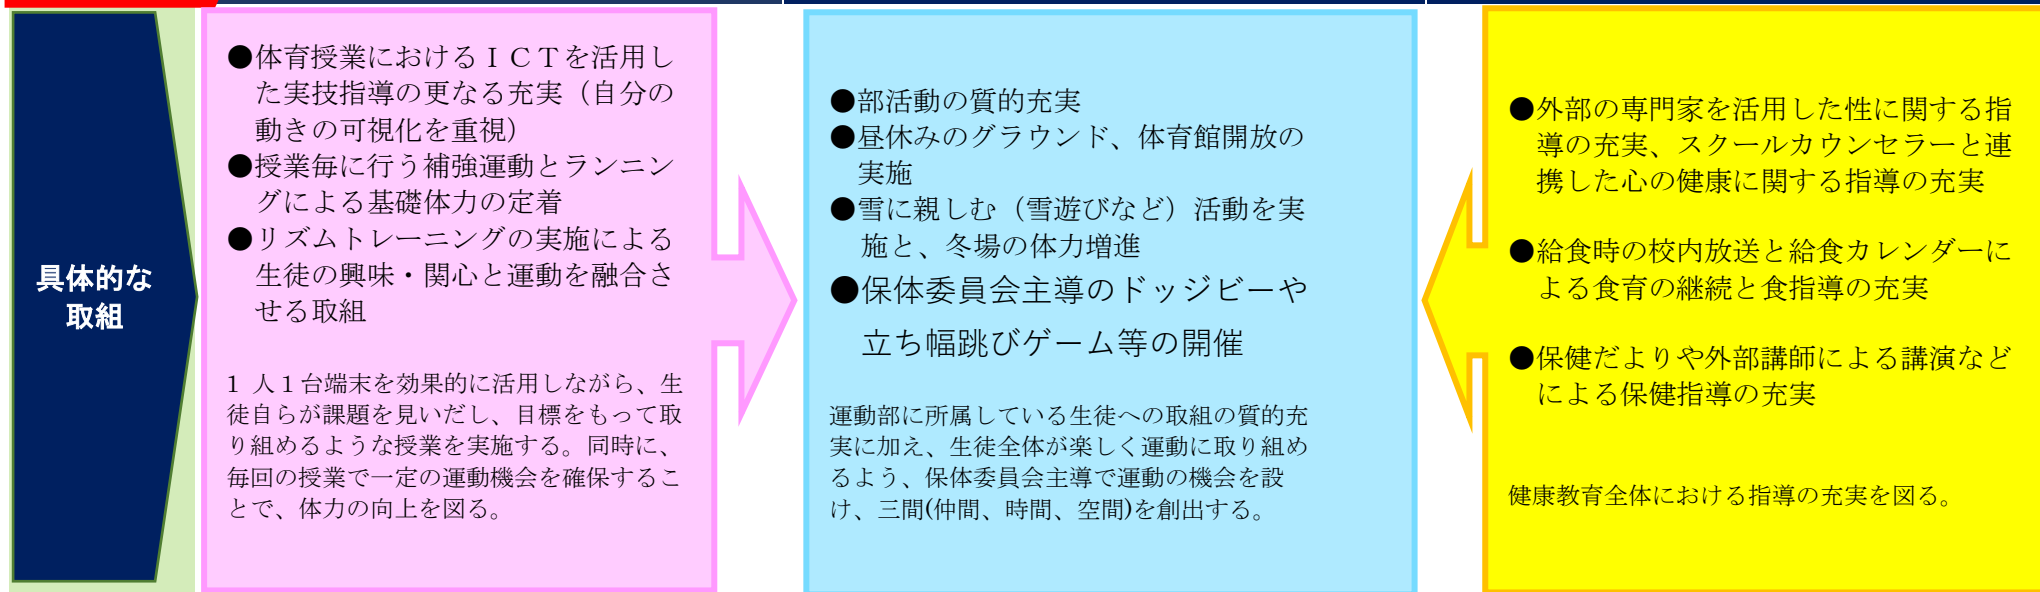 具体的な
取組
●体育授業におけるＩＣＴを活用し
た実技指導の更なる充実（自分の
動きの可視化を重視）
●授業毎に行う補強運動とランニン
グによる基礎体力の定着
●リズムトレーニングの実施による
生徒の興味・関心と運動を融合さ
せる取組
1 人１台端末を効果的に活用しながら、生
徒自らが課題を見いだし、目標をもって取
り組めるような授業を実施する。同時に、
毎回の授業で一定の運動機会を確保するこ
とで、体力の向上を図る。
●部活動の質的充実
●昼休みのグラウンド、体育館開放の
実施
●雪に親しむ（雪遊びなど）活動を実
施と、冬場の体力増進
●保体委員会主導のドッジビーや
立ち幅跳びゲーム等の開催
運動部に所属している生徒への取組の質的充
実に加え、生徒全体が楽しく運動に取り組め
るよう、保体委員会主導で運動の機会を設
け、三間(仲間、時間、空間)を創出する。
●外部の専門家を活用した性に関する指
導の充実、スクールカウンセラーと連
携した心の健康に関する指導の充実
●給食時の校内放送と給食カレンダーに
よる食育の継続と食指導の充実
●保健だよりや外部講師による講演など
による保健指導の充実
健康教育全体における指導の充実を図る。